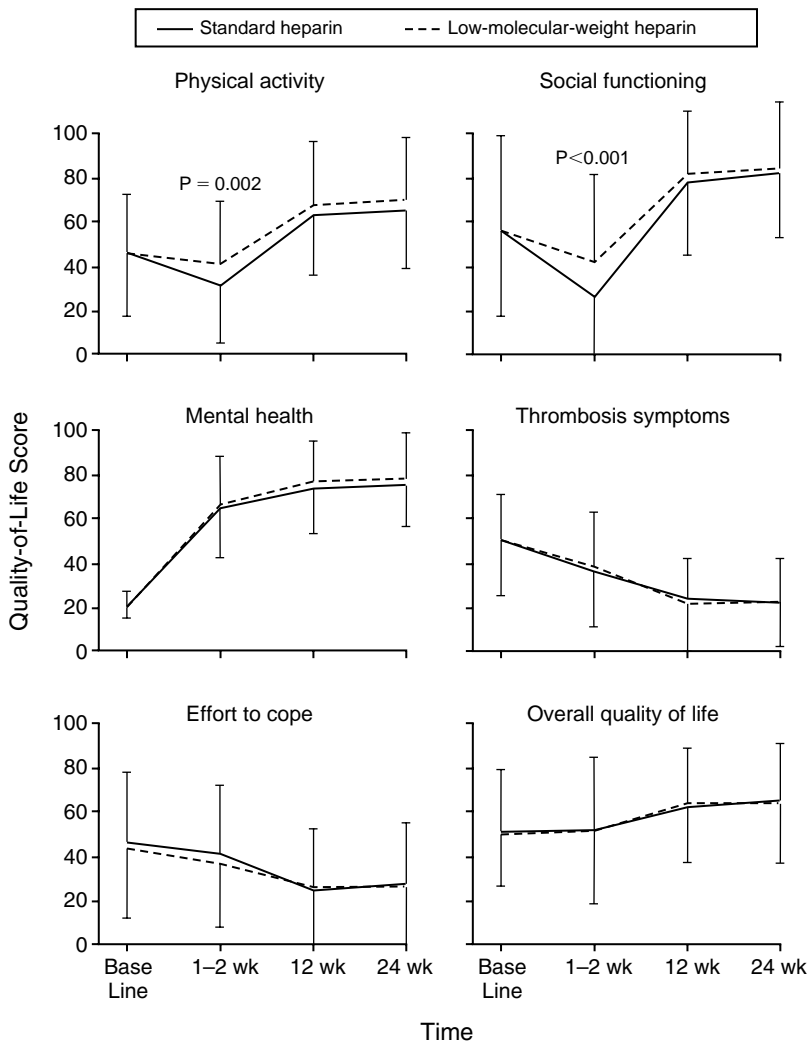 Standard heparin Low-molecular-weight heparin
Physical activity
Social functioning
100
80
60
40
20
0
P = 0.002
P<0.001
Quality-of-Life Score
Mental health
Thrombosis symptoms
100
80
60
40
20
0
Effort to cope
Overall quality of life
100
80
60
40
20
0
Base
Line
1–2 wk
12 wk
24 wk
Base
Line
1–2 wk
12 wk
24 wk
Time